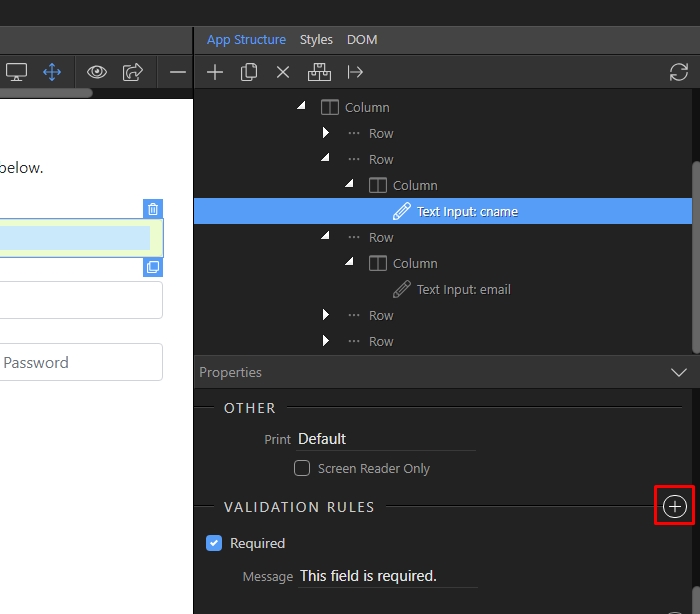 App Structure Styles DOM
Column
Row
below.
Row
Column
Text Input: cname
Row
Column
Text Input: email
Row
Row
Password
Properties
OTHER
Print Default
Screen Reader Only
VALIDATION RULES
Required
Message This field is required.